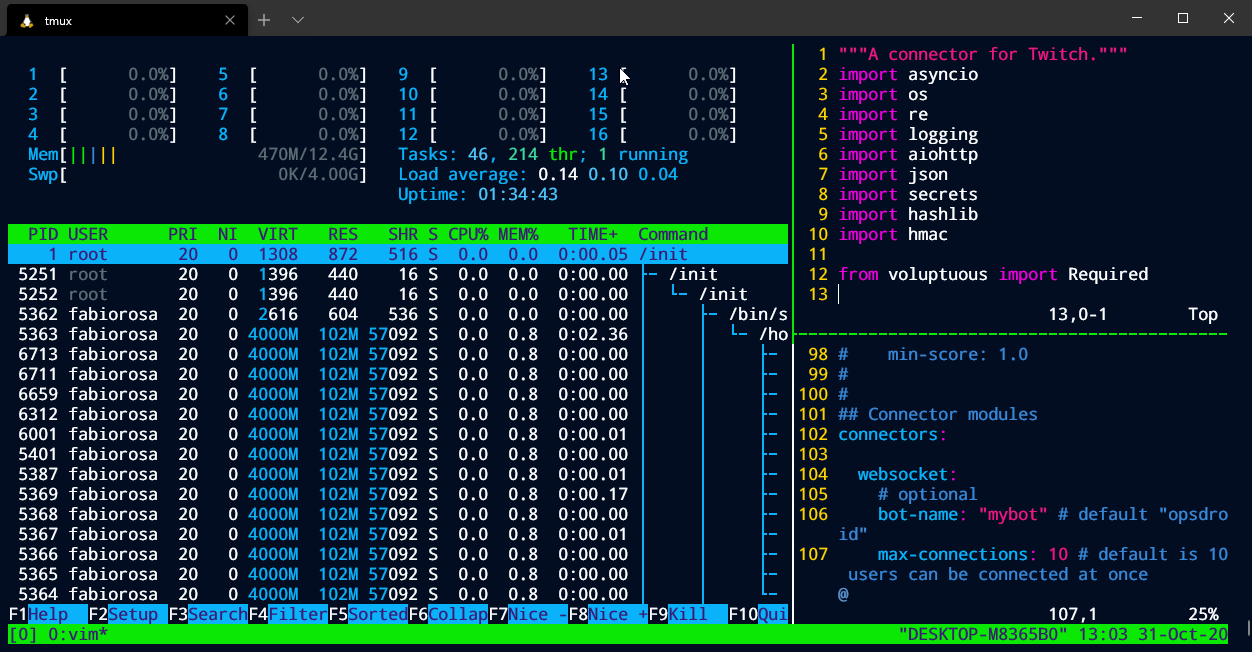 tmux
1 [ 0.0%] 5 [ 0.0%] 9 [ 0.0%] 13 [ 0.0%]
2 [ 0.0%] 6 [ 0.0%] 10 [ 0.0%] 14 [ 0.0%]
3 [ 0.0%] 7 [ 0.0%] 11 [ 0.0%] 15 [ 0.0%]
4 [ 0.0%] 8 [ 0.0%] 12 [ 0.0%] 16 [ 0.0%]
Mem[||||| 470M/12.4G] Tasks: 46, 214 thr; 1 running
Swp[ 0K/4.00G] Load average: 0.14 0.10 0.04
Uptime: 01:34:43
PID USER PRI NI VIRT RES SHR S CPU% MEM% TIME+ Command
1 root 20 0 1308 872 516 S 0.0 0.0 0:00.05 /init
5251 root 20 0 1396 440 16 S 0.0 0.0 0:00.00 /init
5252 root 20 0 1396 440 16 S 0.0 0.0 0:00.00 /init
5362 fabiorosa 20 0 2616 604 536 S 0.0 0.0 0:00.00 /bin/s
5363 fabiorosa 20 0 4000M 102M 57092 S 0.0 0.8 0:02.36 /ho
6713 fabiorosa 20 0 4000M 102M 57092 S 0.0 0.8 0:00.00
6711 fabiorosa 20 0 4000M 102M 57092 S 0.0 0.8 0:00.00
6659 fabiorosa 20 0 4000M 102M 57092 S 0.0 0.8 0:00.00
6312 fabiorosa 20 0 4000M 102M 57092 S 0.0 0.8 0:00.00
6001 fabiorosa 20 0 4000M 102M 57092 S 0.0 0.8 0:00.01
5401 fabiorosa 20 0 4000M 102M 57092 S 0.0 0.8 0:00.00
5387 fabiorosa 20 0 4000M 102M 57092 S 0.0 0.8 0:00.01
5369 fabiorosa 20 0 4000M 102M 57092 S 0.0 0.8 0:00.17
5368 fabiorosa 20 0 4000M 102M 57092 S 0.0 0.8 0:00.00
5367 fabiorosa 20 0 4000M 102M 57092 S 0.0 0.8 0:00.01
5366 fabiorosa 20 0 4000M 102M 57092 S 0.0 0.8 0:00.00
5365 fabiorosa 20 0 4000M 102M 57092 S 0.0 0.8 0:00.00
5364 fabiorosa 20 0 4000M 102M 57092 S 0.0 0.8 0:00.00
F1Help F2Setup F3SearchF4FilterF5SortedF6CollapF7Nice -F8Nice +F9Kill F10Qui
1 """A connector for Twitch."""
2 import asyncio
3 import os
4 import re
5 import logging
6 import aiohttp
7 import json
8 import secrets
9 import hashlib
10 import hmac
11
12 from voluptuous import Required
13
13,0-1 Top
98 # min-score: 1.0
99 #
100 #
101 ## Connector modules
102 connectors:
103
104 websocket:
105 # optional
106 bot-name: "mybot" # default "opsdro
id"
107 max-connections: 10 # default is 10
users can be connected at once
@
107,1 25%
[0] 0:vim* "DESKTOP-M8365B0" 13:03 31-Oct-20